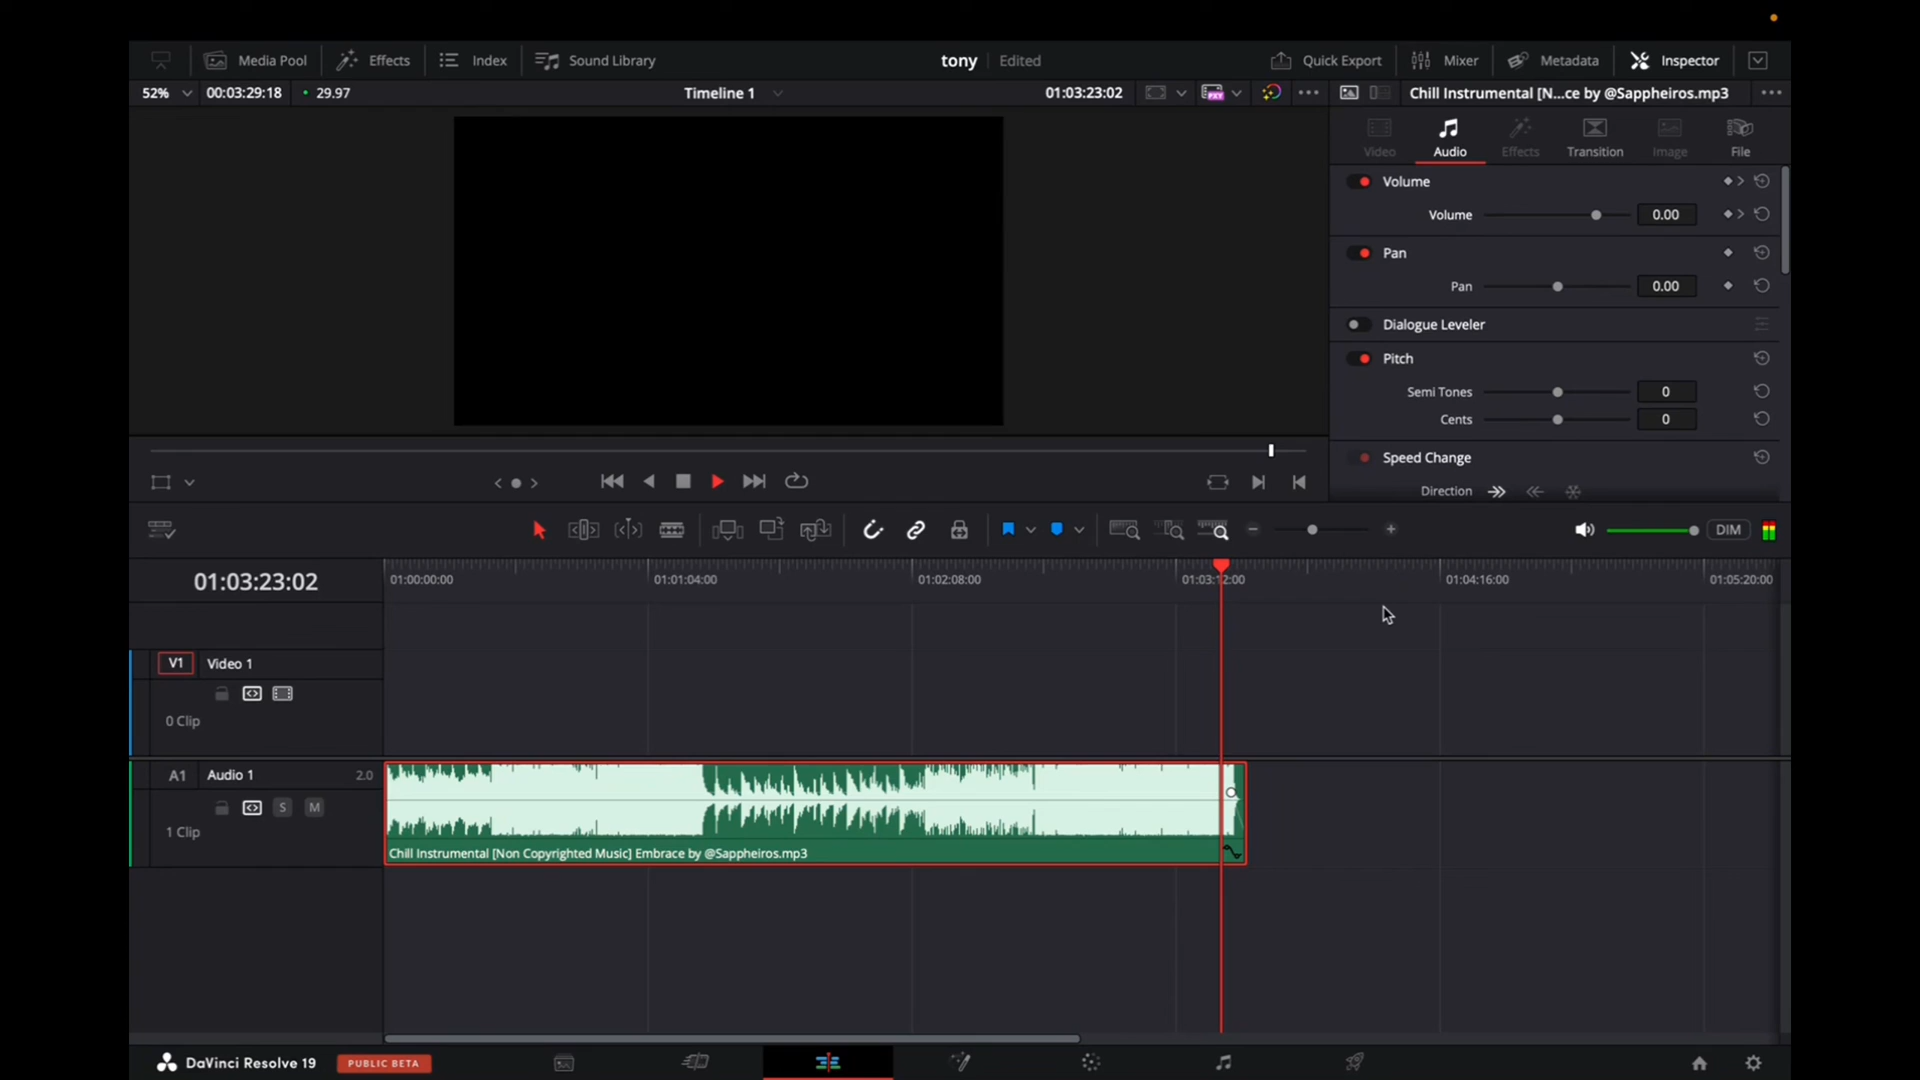 Media Pool Effects Index Sound Library tony Edited Quick Export Mixer Metadata Inspector
52% 00:03:29:18 29.97 Timeline 1 01:03:23:02 Chill Instrumental [N...ce by @Sappheiros.mp3
PXY
Video Audio Effects Transition Image File
Volume
Volume 0.00
Pan
Pan 0.00
Dialogue Leveler
Pitch
Semi Tones 0
Cents 0
Speed Change
Direction
DIM
01:03:23:02 01:00:00:00 01:01:04:00 01:02:08:00 01:03:12:00 01:04:16:00 01:05:20:00
V1 Video 1
0 Clip
A1 Audio 1 2.0
S M
1 Clip
Chill Instrumental [Non Copyrighted Music] Embrace by @Sappheiros.mp3
DaVinci Resolve 19 PUBLIC BETA